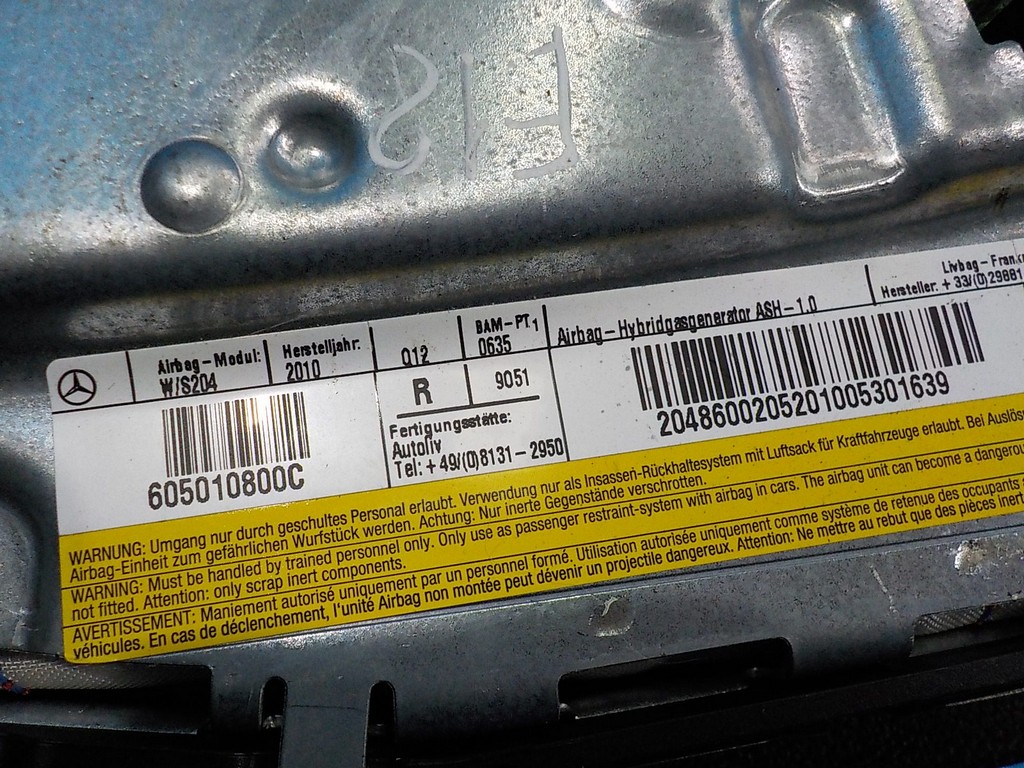 E18
Airbag-Modul:
W/S204
Herstelljahr:
2010
Q12
BAM-PT1
0635
Airbag-Hybridgasgenerator ASH-1.0
Livbag-Frank
Hersteller: +33/(0)29881
R
9051
Fertigungsstätte:
Autoliv
Tel: +49/(0)8131-2950
605010800C
2048600205201005301639
WARNUNG: Umgang nur durch geschultes Personal erlaubt. Verwendung nur als Insassen-Rückhaltesystem mit Luftsack für Kraftfahrzeuge erlaubt. Bei Auslös
Airbag-Einheit zum gefährlichen Wurfstück werden. Achtung: Nur inerte Gegenstände verschrotten.
WARNING: Must be handled by trained personnel only. Only use as passenger restraint-system with airbag in cars. The airbag unit can become a dangerou
not fitted. Attention: only scrap inert components.
AVERTISSEMENT: Maniement autorisé uniquement par un personnel formé. Utilisation autorisée uniquement comme système de retenue des occupants
véhicules. En cas de déclenchement, l'unité Airbag non montée peut devenir un projectile dangereux. Attention: Ne mettre au rebut que des pièces inert